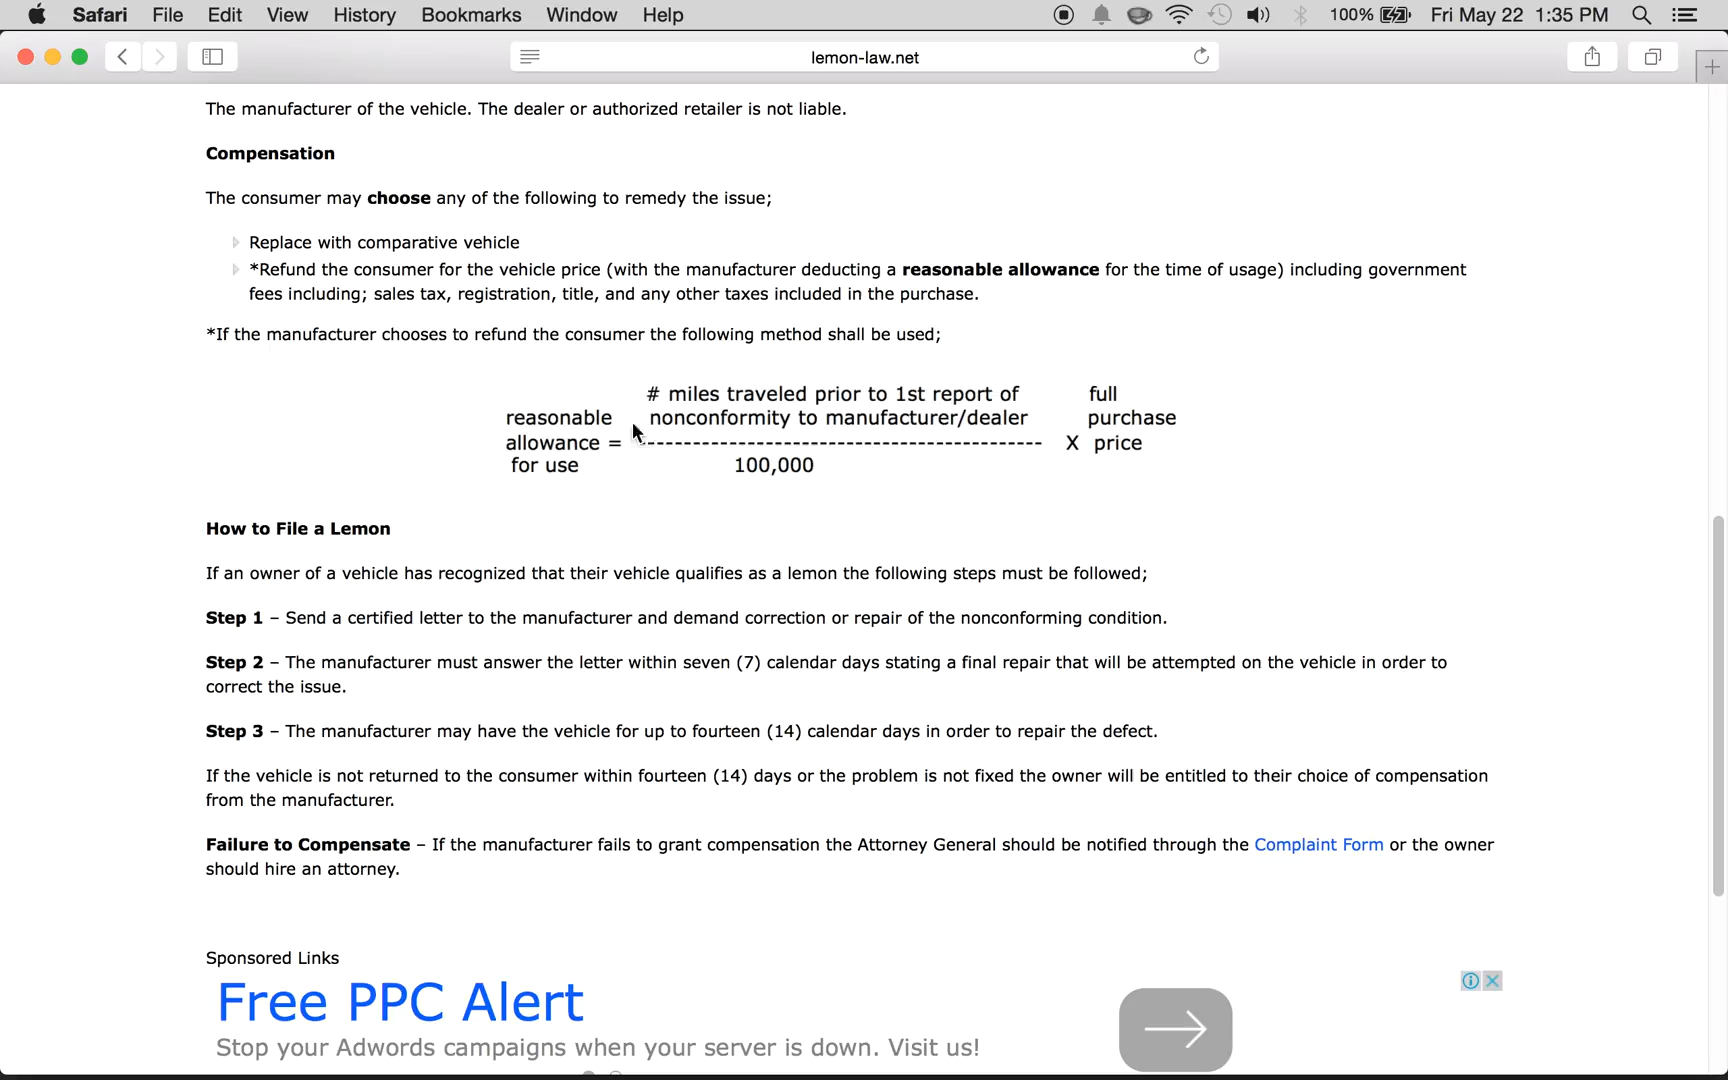 Safari File Edit View History Bookmarks Window Help 100% Fri May 22 1:35 PM
lemon-law.net
The manufacturer of the vehicle. The dealer or authorized retailer is not liable.
Compensation
The consumer may choose any of the following to remedy the issue;
Replace with comparative vehicle
*Refund the consumer for the vehicle price (with the manufacturer deducting a reasonable allowance for the time of usage) including government
fees including; sales tax, registration, title, and any other taxes included in the purchase.
*If the manufacturer chooses to refund the consumer the following method shall be used;
# miles traveled prior to 1st report of full
reasonable nonconformity to manufacturer/dealer purchase
allowance = -------------------------------------------- X price
for use 100,000
How to File a Lemon
If an owner of a vehicle has recognized that their vehicle qualifies as a lemon the following steps must be followed;
Step 1 – Send a certified letter to the manufacturer and demand correction or repair of the nonconforming condition.
Step 2 – The manufacturer must answer the letter within seven (7) calendar days stating a final repair that will be attempted on the vehicle in order to
correct the issue.
Step 3 – The manufacturer may have the vehicle for up to fourteen (14) calendar days in order to repair the defect.
If the vehicle is not returned to the consumer within fourteen (14) days or the problem is not fixed the owner will be entitled to their choice of compensation
from the manufacturer.
Failure to Compensate – If the manufacturer fails to grant compensation the Attorney General should be notified through the Complaint Form or the owner
should hire an attorney.
Sponsored Links
Free PPC Alert
Stop your Adwords campaigns when your server is down. Visit us!